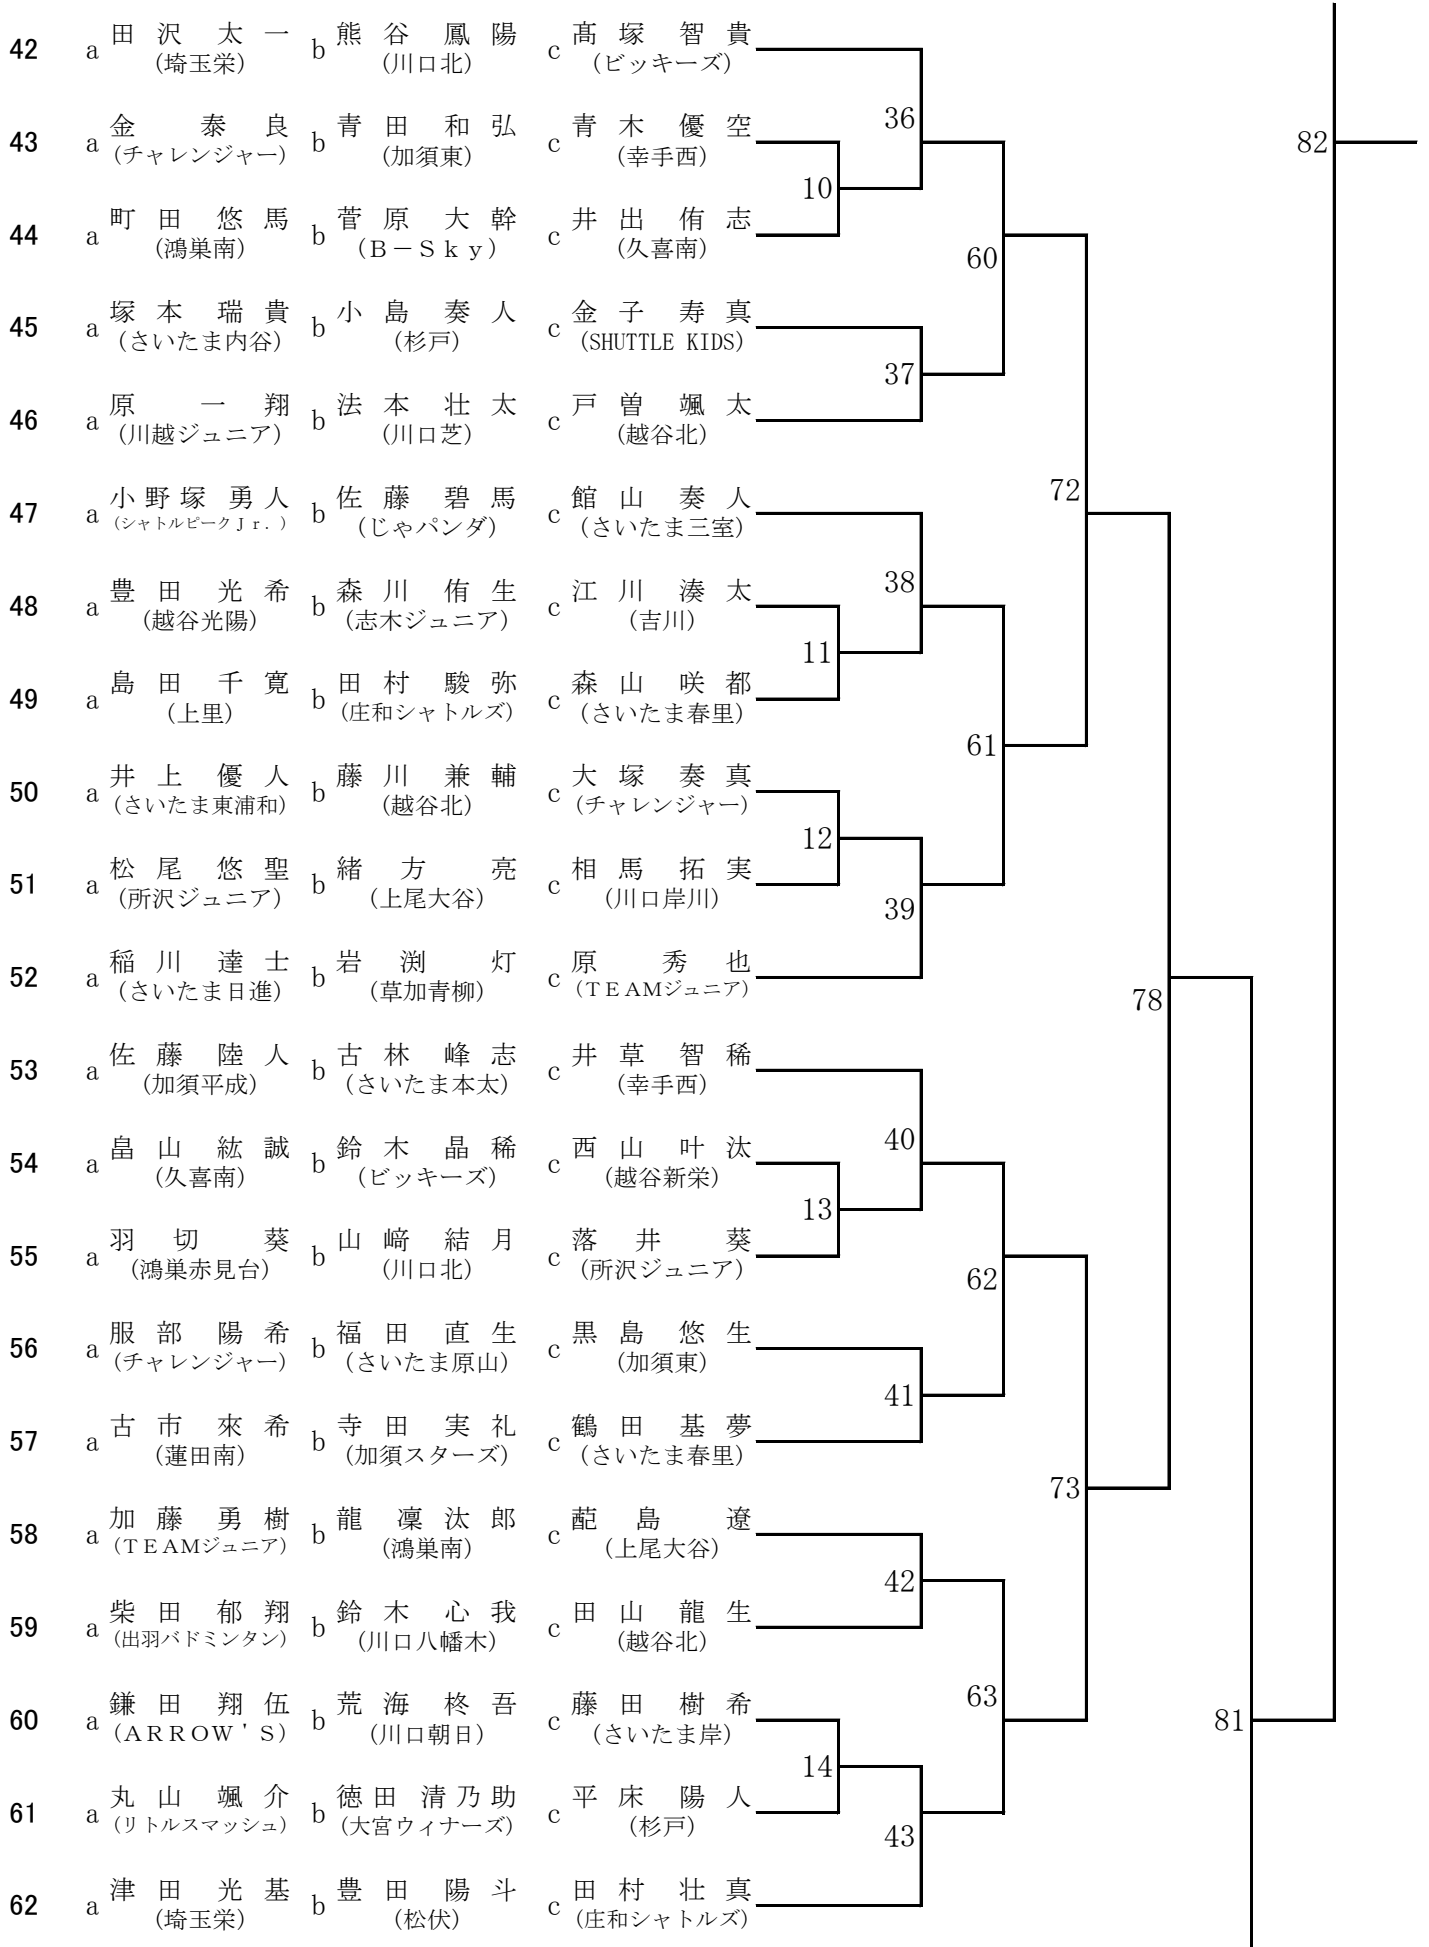 42 a 田沢 太一 b 熊谷 鳳陽 c 髙塚 智貴
(埼玉栄) (川口北) (ビッキーズ)
36
43 a 金 泰良 b 青田 和弘 c 青木 優空
(チャレンジャー) (加須東) (幸手西)
82
10
44 a 町田 悠馬 b 菅原 大幹 c 井出 侑志
(鴻巣南) (B-Sky) (久喜南)
60
45 a 塚本 瑞貴 b 小島 奏人 c 金子 寿真
(さいたま内谷) (杉戸) (SHUTTLE KIDS)
37
46 a 原 一翔 b 法本 壮太 c 戸曽 颯太
(川越ジュニア) (川口芝) (越谷北)
72
47 a 小野塚 勇人 b 佐藤 碧馬 c 館山 奏人
(シャトルピークJr.) (じゃパンダ) (さいたま三室)
38
48 a 豊田 光希 b 森川 侑生 c 江川 湊太
(越谷光陽) (志木ジュニア) (吉川)
11
49 a 島田 千寛 b 田村 駿弥 c 森山 咲都
(上里) (庄和シャトルズ) (さいたま春里)
61
50 a 井上 優人 b 藤川 兼輔 c 大塚 奏真
(さいたま東浦和) (越谷北) (チャレンジャー)
12
51 a 松尾 悠聖 b 緒方 亮 c 相馬 拓実
(所沢ジュニア) (上尾大谷) (川口岸川)
39
52 a 稲川 達士 b 岩渕 灯 c 原 秀也
(さいたま日進) (草加青柳) (TEAMジュニア)
78
53 a 佐藤 陸人 b 古林 峰志 c 井草 智稀
(加須平成) (さいたま本太) (幸手西)
40
54 a 畠山 紘誠 b 鈴木 晶稀 c 西山 叶汰
(久喜南) (ビッキーズ) (越谷新栄)
13
55 a 羽切 葵 b 山﨑 結月 c 落井 葵
(鴻巣赤見台) (川口北) (所沢ジュニア)
62
56 a 服部 陽希 b 福田 直生 c 黒島 悠生
(チャレンジャー) (さいたま原山) (加須東)
41
57 a 古市 來希 b 寺田 実礼 c 鶴田 基夢
(蓮田南) (加須スターズ) (さいたま春里)
73
58 a 加藤 勇樹 b 龍 凜汰郎 c 蓜島 遼
(TEAMジュニア) (鴻巣南) (上尾大谷)
42
59 a 柴田 郁翔 b 鈴木 心我 c 田山 龍生
(出羽バドミンタン) (川口八幡木) (越谷北)
63
60 a 鎌田 翔伍 b 荒海 柊吾 c 藤田 樹希
(ARROW'S) (川口朝日) (さいたま岸)
81
14
61 a 丸山 颯介 b 徳田 清乃助 c 平床 陽人
(リトルスマッシュ) (大宮ウィナーズ) (杉戸)
43
62 a 津田 光基 b 豊田 陽斗 c 田村 壮真
(埼玉栄) (松伏) (庄和シャトルズ)